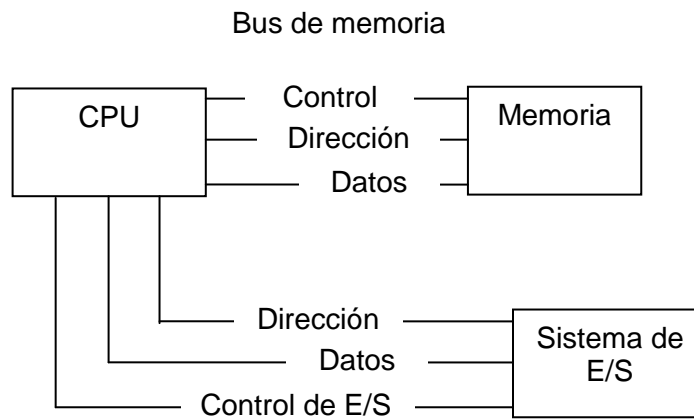 Bus de memoria
CPU
Control
Dirección
Datos
Memoria
Dirección
Datos
Control de E/S
Sistema de
E/S